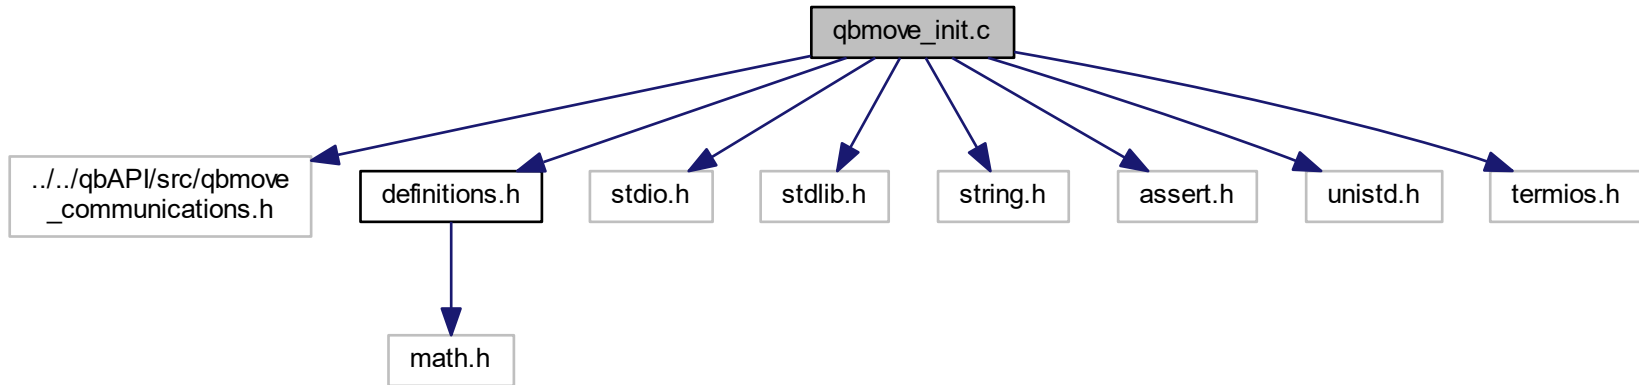 qbmove_init.c
../../qbAPI/src/qbmove
_communications.h
definitions.h
stdio.h
stdlib.h
string.h
assert.h
unistd.h
termios.h
math.h